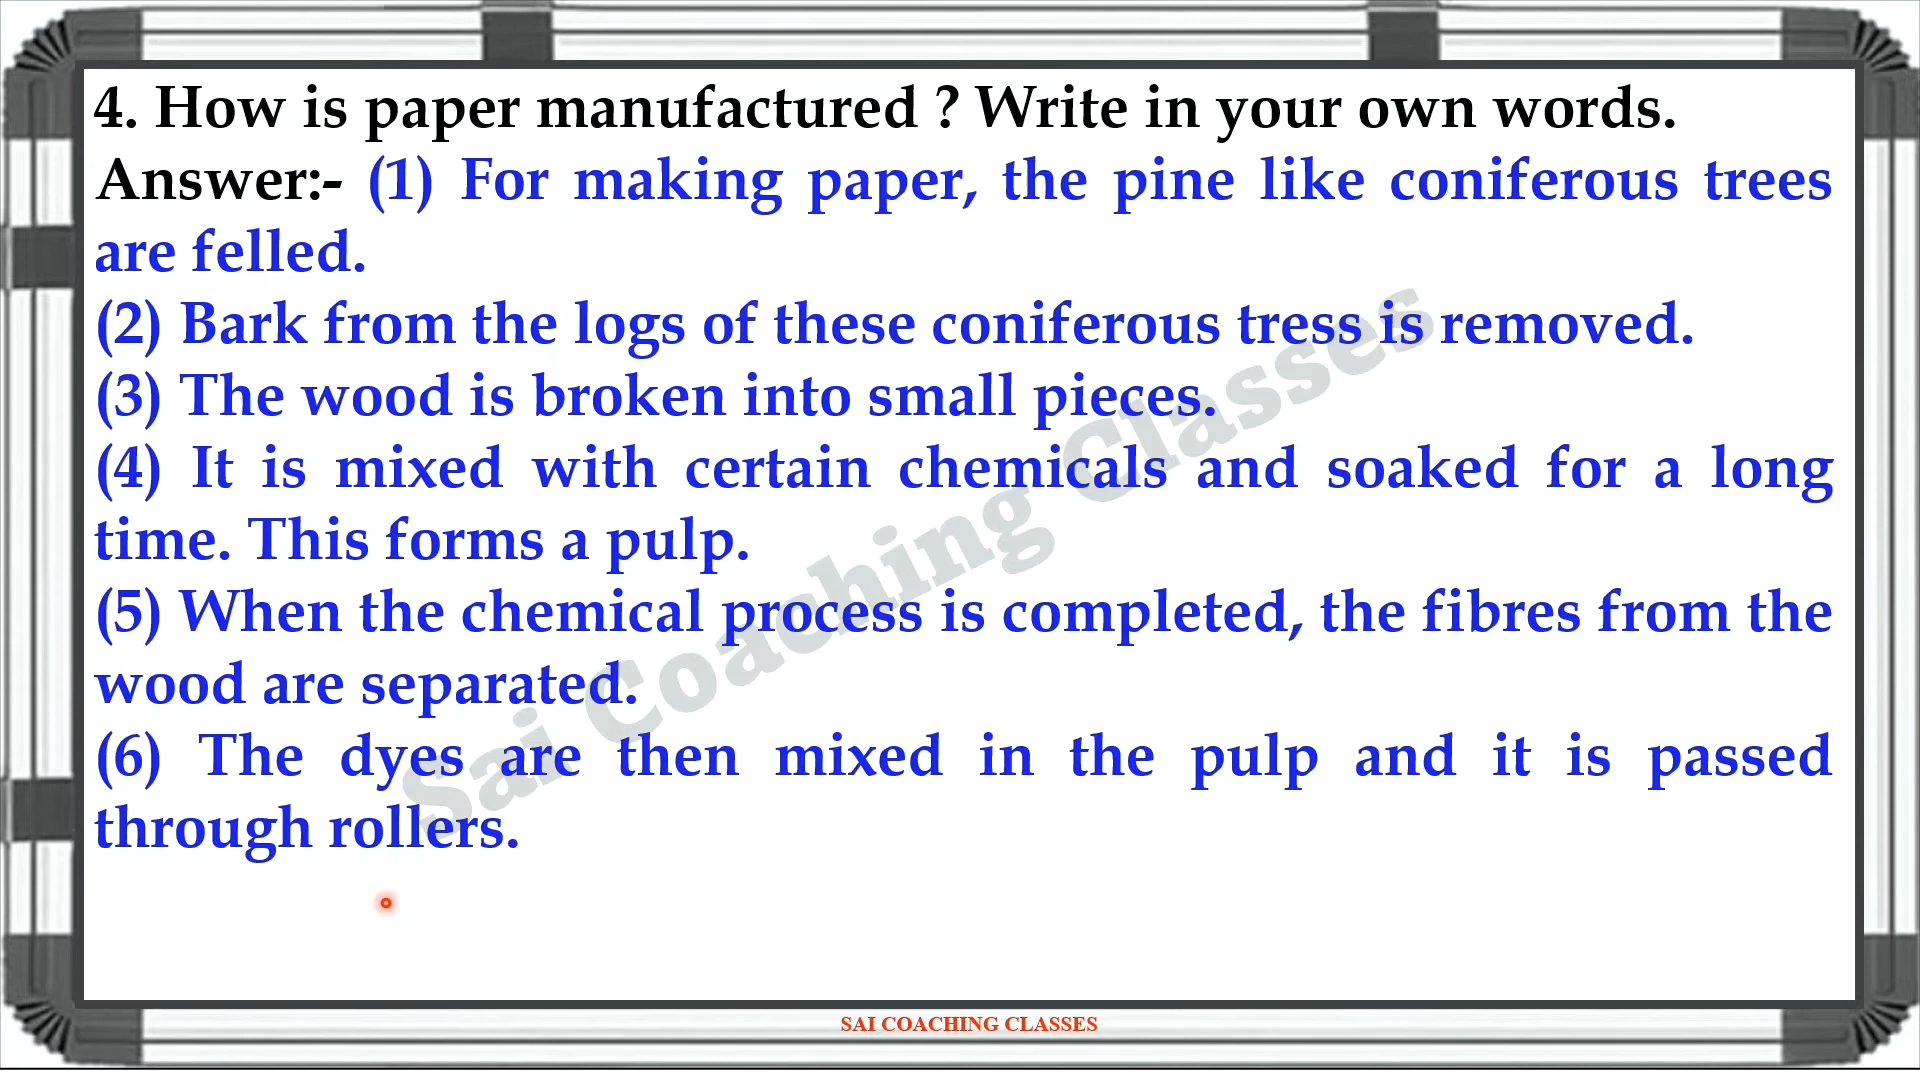 4. How is paper manufactured ? Write in your own words.
Answer:- (1) For making paper, the pine like coniferous trees
are felled.
(2) Bark from the logs of these coniferous tress is removed.
(3) The wood is broken into small pieces.
(4) It is mixed with certain chemicals and soaked for a long
time. This forms a pulp.
(5) When the chemical process is completed, the fibres from the
wood are separated.
(6) The dyes are then mixed in the pulp and it is passed
through rollers.
Sai Coaching Classes
SAI COACHING CLASSES